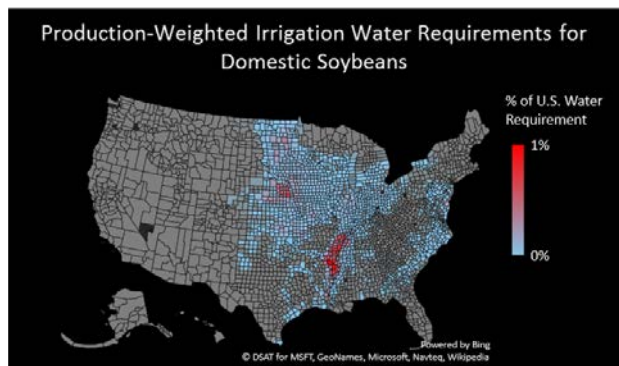 Production-Weighted Irrigation Water Requirements for
Domestic Soybeans
% of U.S. Water
Requirement
1%
0%
Powered by Bing
© DSAT for MSFT, GeoNames, Microsoft, Navteq, Wikipedia